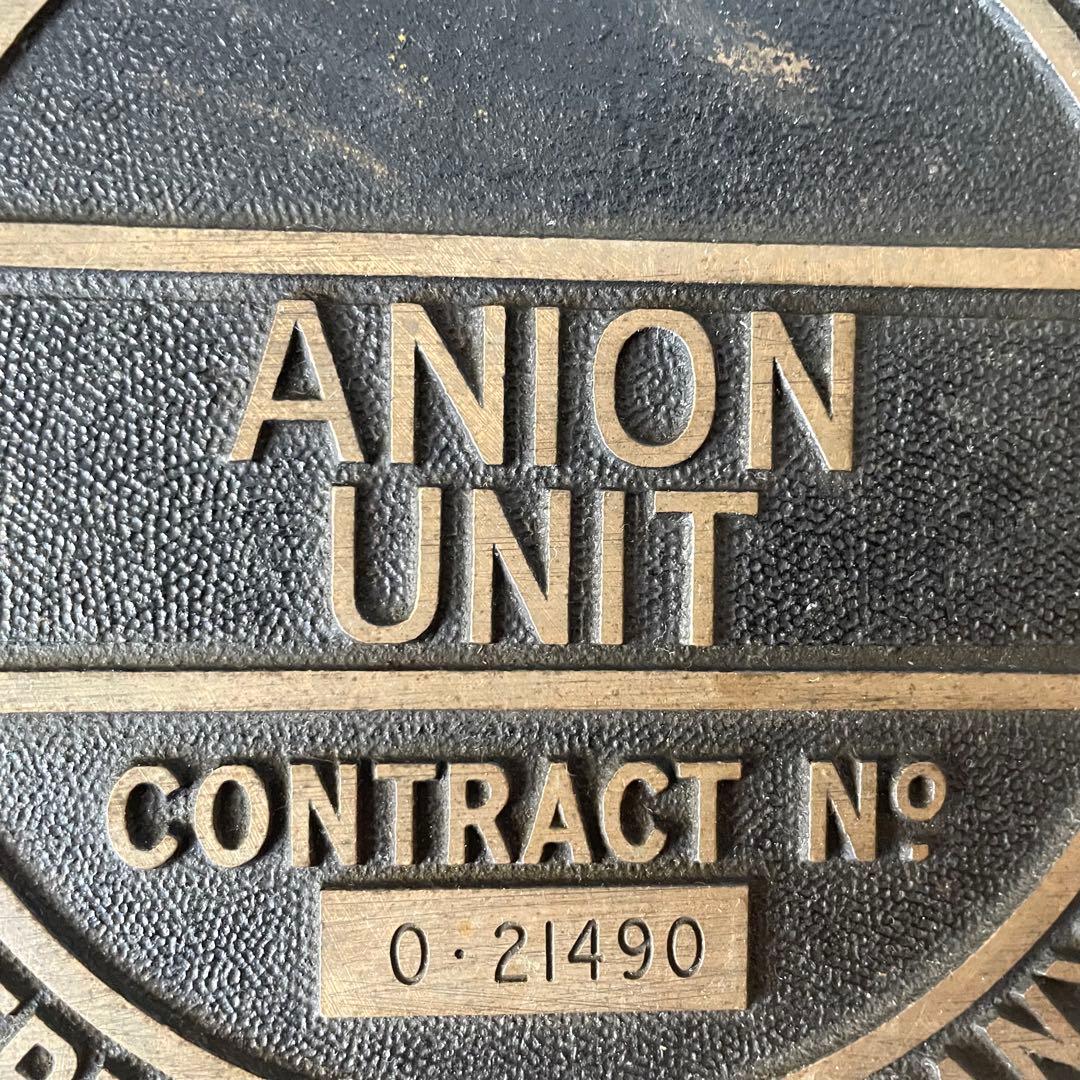 ANION
UNIT
CONTRACT Nº
0·21490